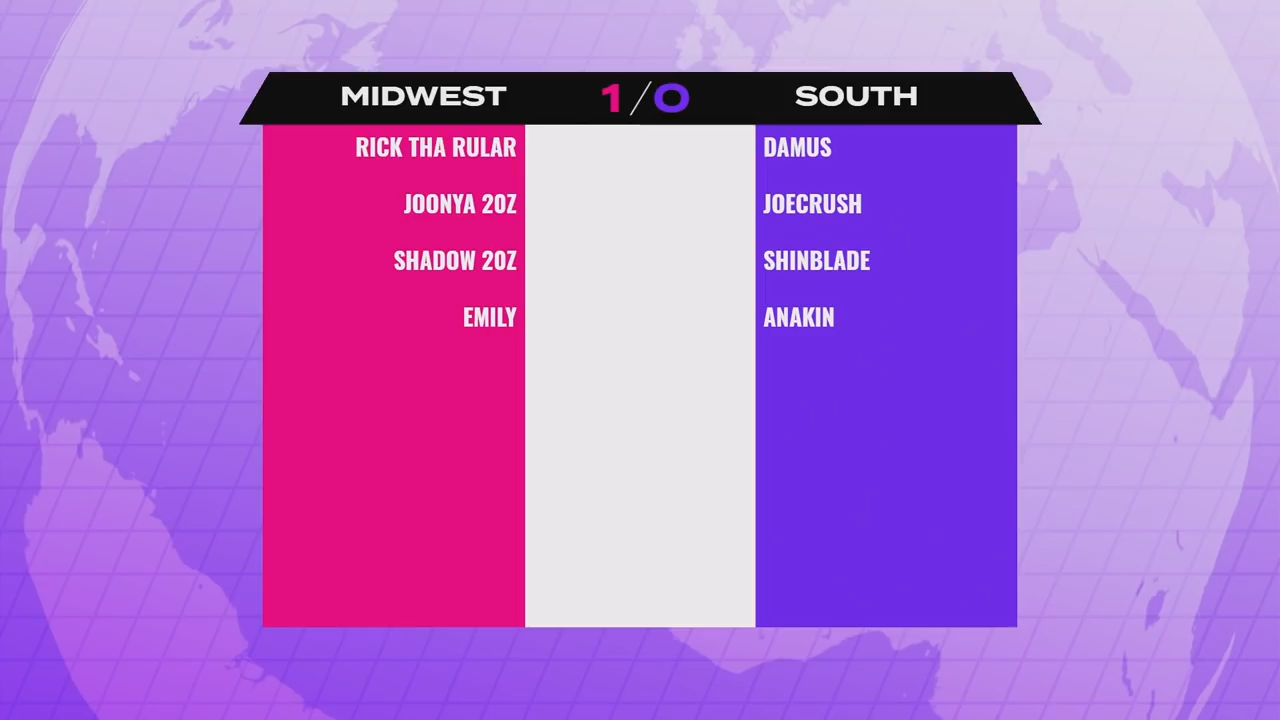 MIDWEST 1/0 SOUTH
RICK THA RULAR DAMUS
JOONYA 2OZ JOECRUSH
SHADOW 2OZ SHINBLADE
EMILY ANAKIN